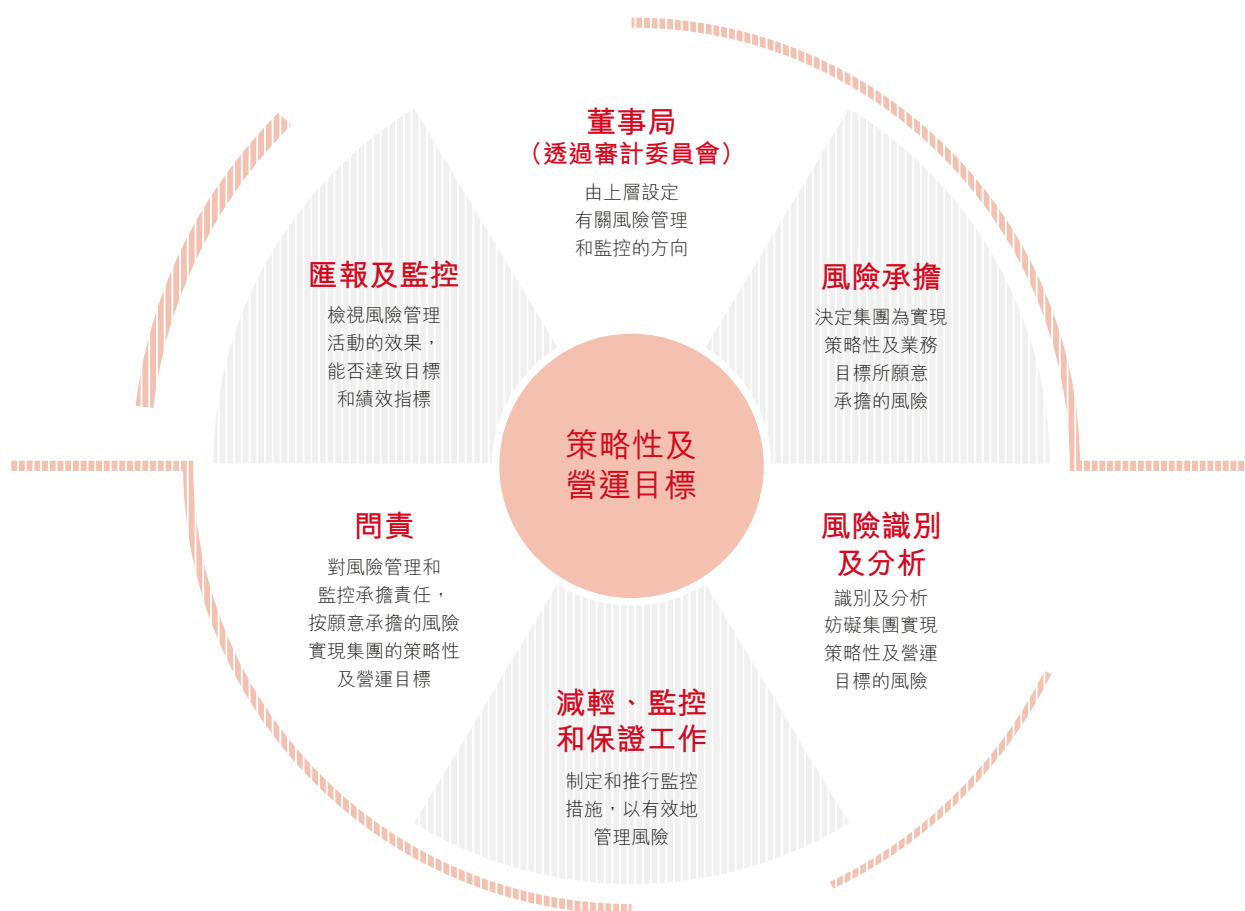 董事局
（透過審計委員會）
由上層設定
有關風險管理
和監控的方向
風險承擔
決定集團為實現
策略性及業務
目標所願意
承擔的風險
風險識別
及分析
識別及分析
妨礙集團實現
策略性及營運
目標的風險
減輕、監控
和保證工作
制定和推行監控
措施，以有效地
管理風險
問責
對風險管理和
監控承擔責任，
按願意承擔的風險
實現集團的策略性
及營運目標
匯報及監控
檢視風險管理
活動的效果，
能否達致目標
和績效指標
策略性及
營運目標